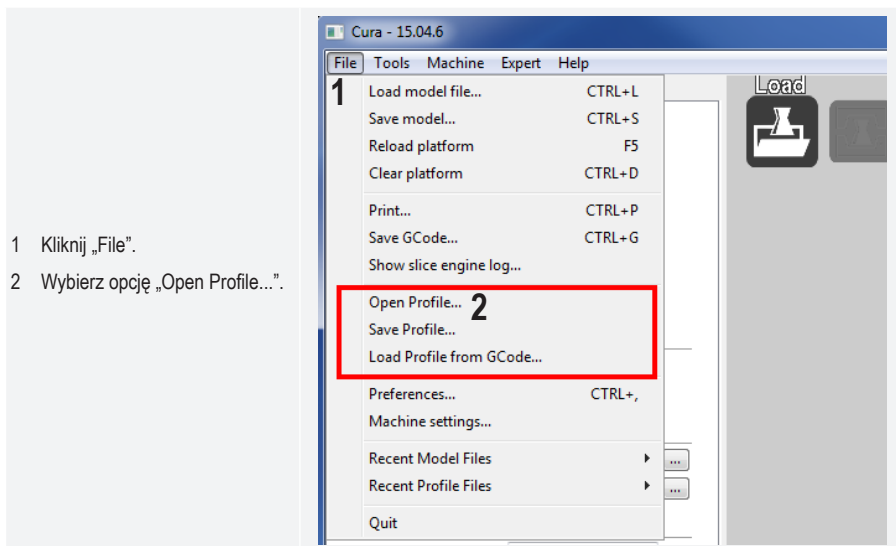 1 Kliknij „File”.
2 Wybierz opcję „Open Profile...”.
Cura - 15.04.6
File Tools Machine Expert Help
1
Load model file... CTRL+L
Save model... CTRL+S
Reload platform F5
Clear platform CTRL+D
Print... CTRL+P
Save GCode... CTRL+G
Show slice engine log...
Open Profile... 2
Save Profile...
Load Profile from GCode...
Preferences... CTRL+,
Machine settings...
Recent Model Files
Recent Profile Files
Quit
Load
...
...